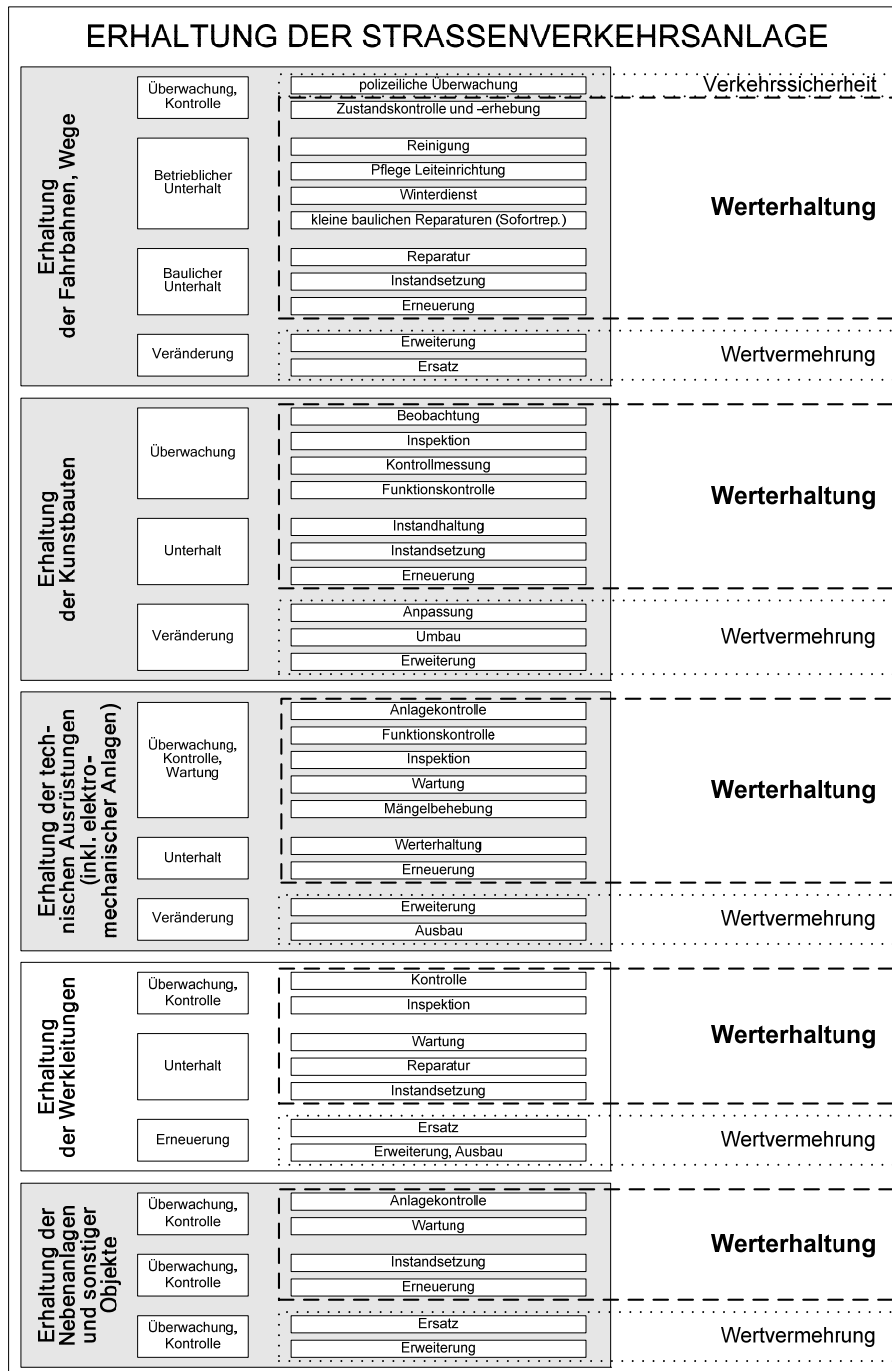 ERHALTUNG DER STRASSENVERKEHRSANLAGE
Erhaltung
der Fahrbahnen, Wege
Überwachung,
Kontrolle
polizeiliche Überwachung
Verkehrssicherheit
Zustandskontrolle und -erhebung
Betrieblicher
Unterhalt
Reinigung
Pflege Leiteinrichtung
Winterdienst
kleine baulichen Reparaturen (Sofortrep.)
Werterhaltung
Baulicher
Unterhalt
Reparatur
Instandsetzung
Erneuerung
Veränderung
Erweiterung
Ersatz
Wertvermehrung
Erhaltung
der Kunstbauten
Überwachung
Beobachtung
Inspektion
Kontrollmessung
Funktionskontrolle
Werterhaltung
Unterhalt
Instandhaltung
Instandsetzung
Erneuerung
Veränderung
Anpassung
Umbau
Erweiterung
Wertvermehrung
Erhaltung der tech-
nischen Ausrüstungen
(inkl. elektro-
mechanischer Anlagen)
Überwachung,
Kontrolle,
Wartung
Anlagekontrolle
Funktionskontrolle
Inspektion
Wartung
Mängelbehebung
Werterhaltung
Unterhalt
Werterhaltung
Erneuerung
Veränderung
Erweiterung
Ausbau
Wertvermehrung
Erhaltung
der Werkleitungen
Überwachung,
Kontrolle
Kontrolle
Inspektion
Werterhaltung
Unterhalt
Wartung
Reparatur
Instandsetzung
Erneuerung
Ersatz
Erweiterung, Ausbau
Wertvermehrung
Erhaltung der
Nebenanlagen
und sonstiger
Objekte
Überwachung,
Kontrolle
Anlagekontrolle
Wartung
Werterhaltung
Überwachung,
Kontrolle
Instandsetzung
Erneuerung
Überwachung,
Kontrolle
Ersatz
Erweiterung
Wertvermehrung